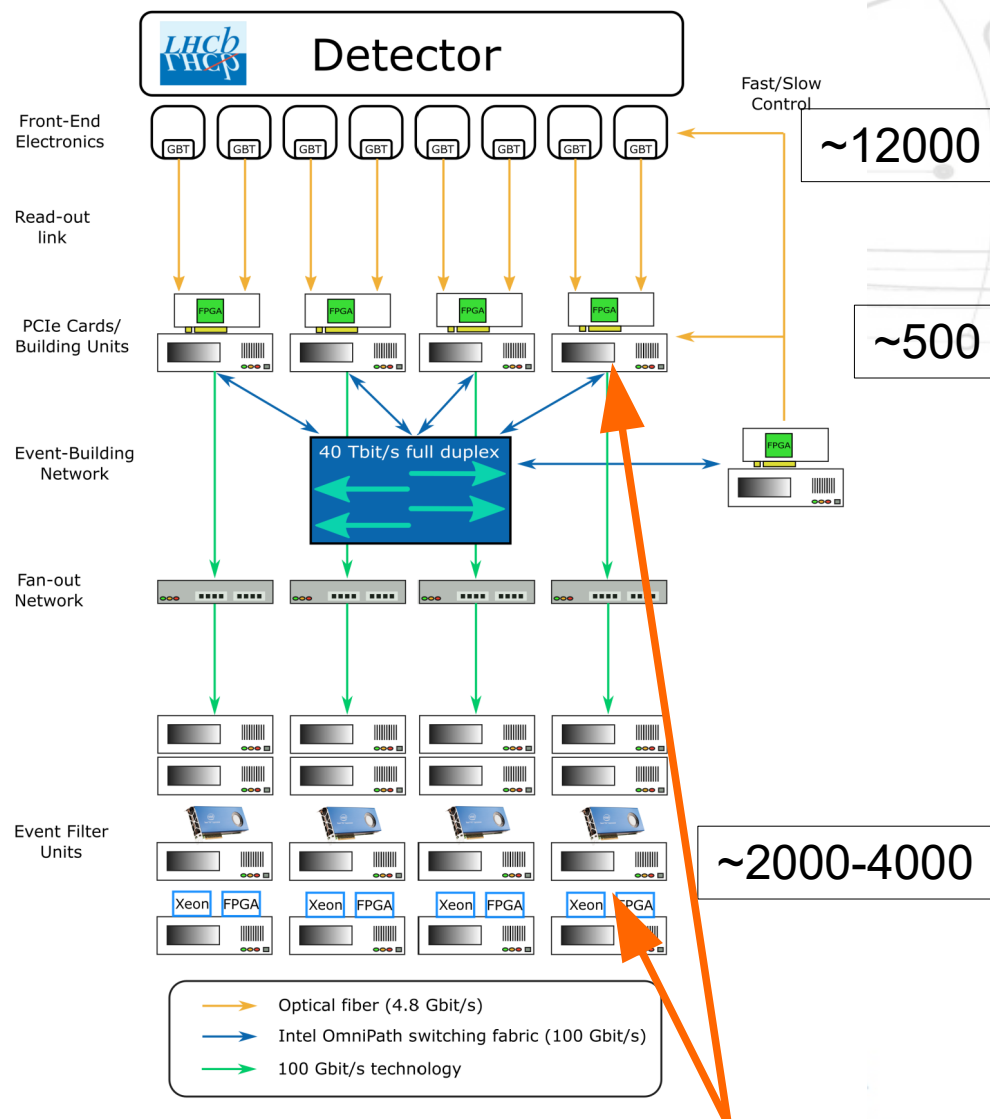 LHCb
LHCb
Detector
Fast/Slow
Control
~12000
Front-End
Electronics
GBT GBT GBT GBT GBT GBT GBT GBT
Read-out
link
FPGA FPGA FPGA FPGA
PCIe Cards/
Building Units
~500
Event-Building
Network
40 Tbit/s full duplex
FPGA
Fan-out
Network
Event Filter
Units
~2000-4000
Xeon FPGA Xeon FPGA Xeon FPGA Xeon FPGA
Optical fiber (4.8 Gbit/s)
Intel OmniPath switching fabric (100 Gbit/s)
100 Gbit/s technology